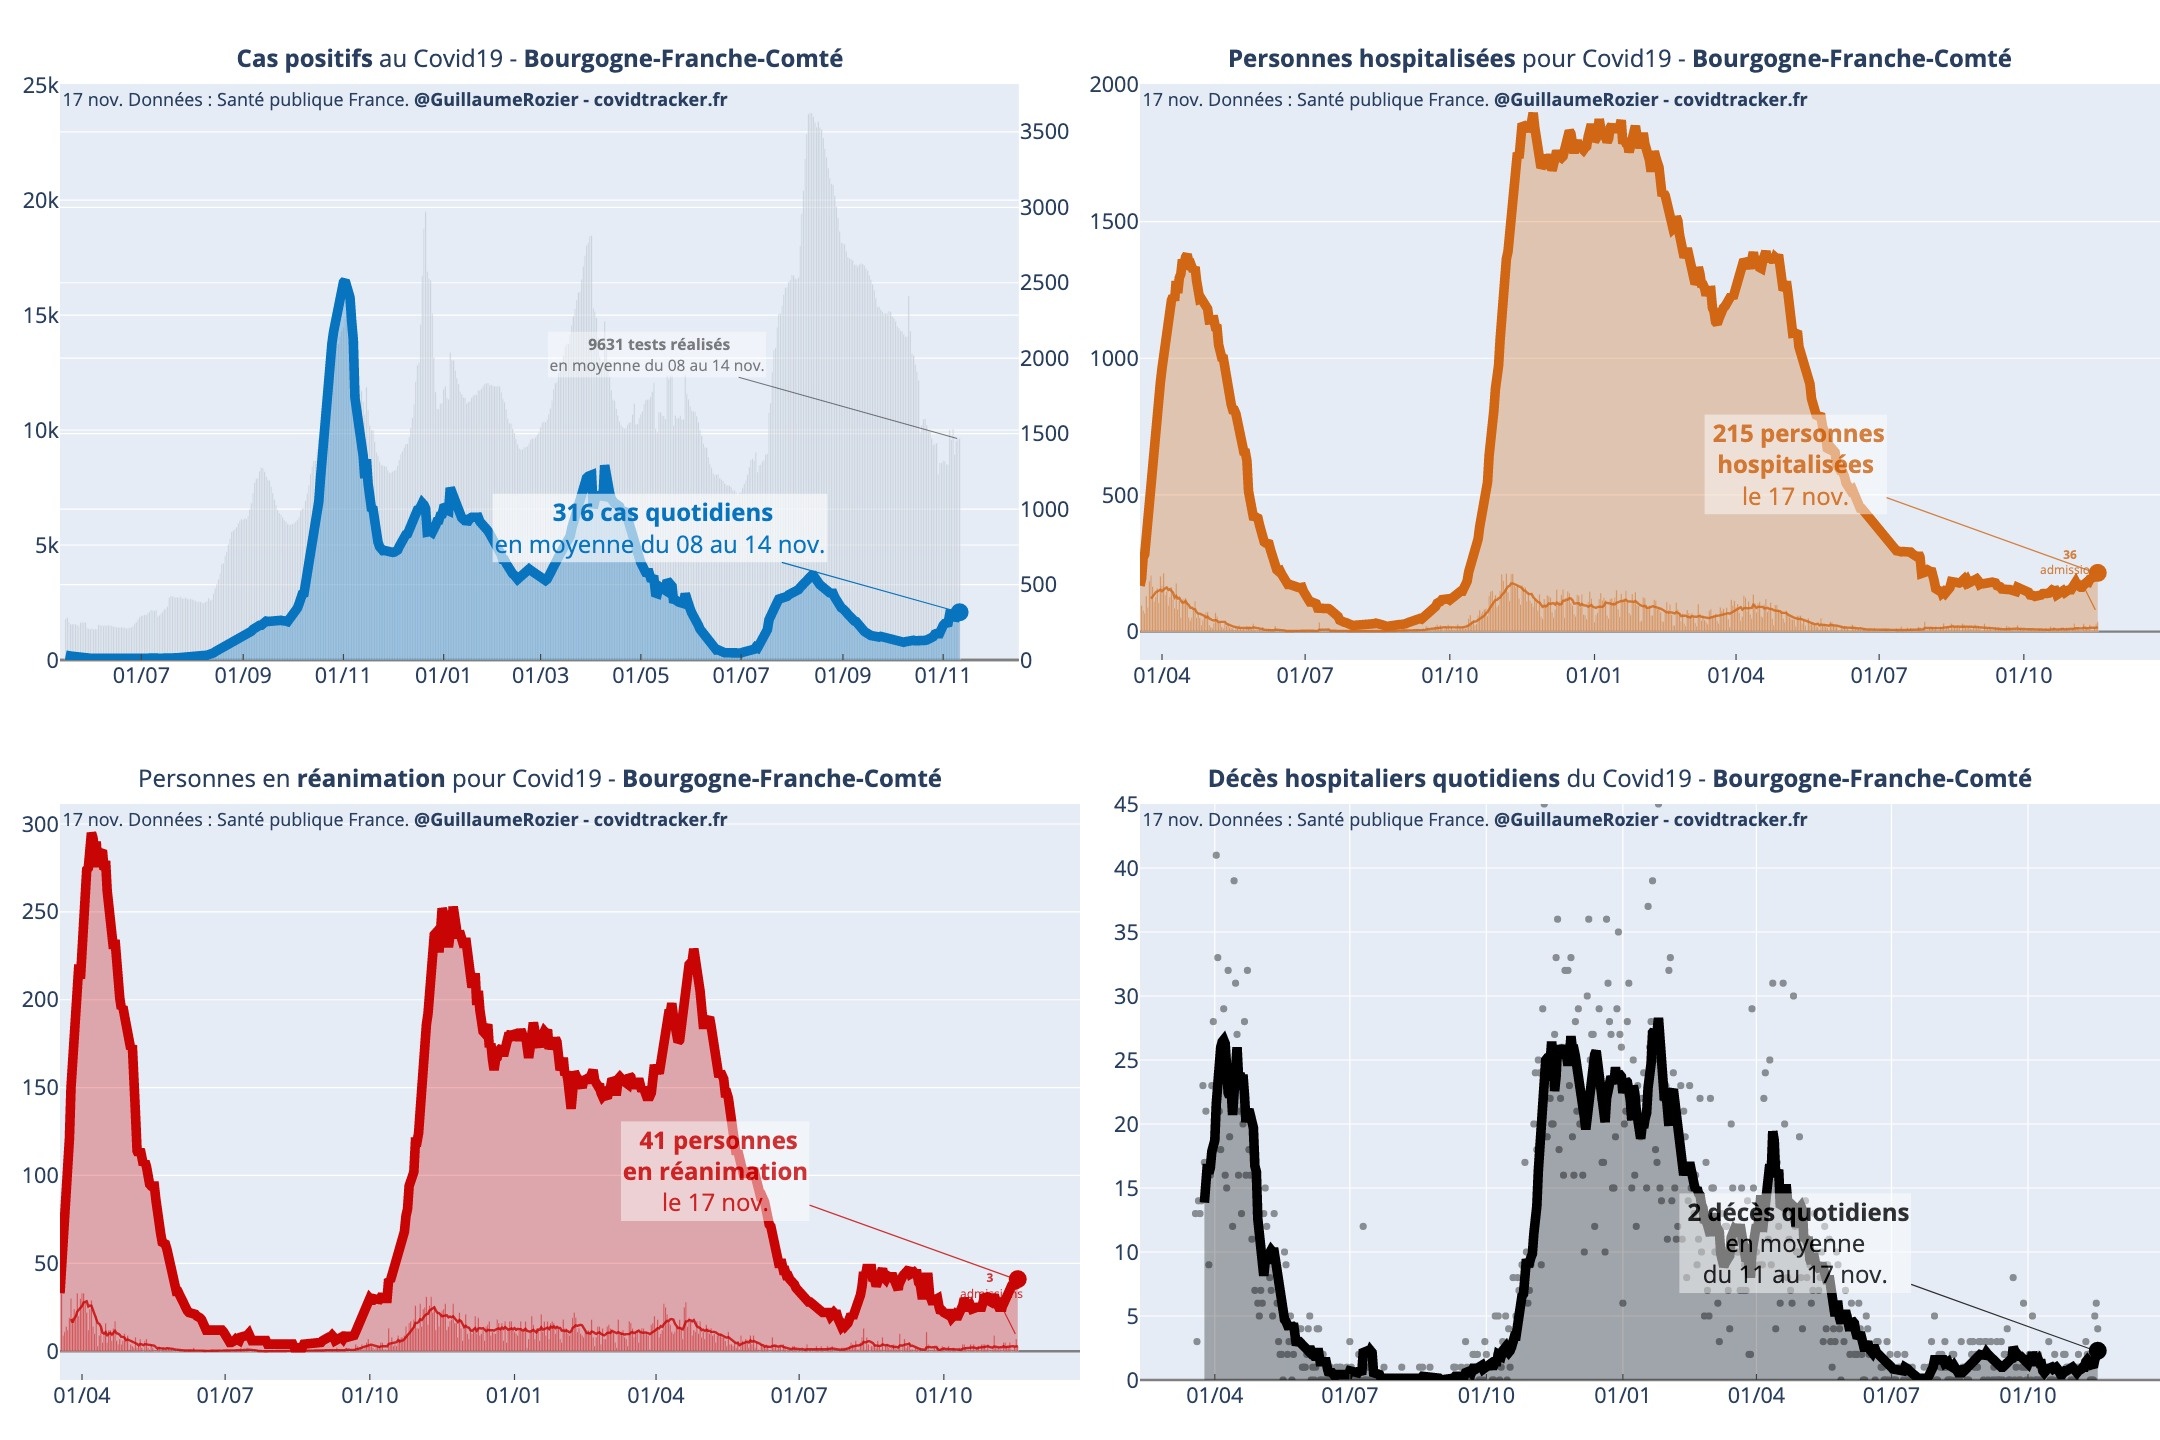 Cas positifs au Covid19 - Bourgogne-Franche-Comté
17 nov. Données : Santé publique France. @GuillaumeRozier - covidtracker.fr
25k
20k
15k
10k
5k
0
3500
3000
2500
2000
1500
1000
500
0
9631 tests réalisés
en moyenne du 08 au 14 nov.
316 cas quotidiens
en moyenne du 08 au 14 nov.
01/07 01/09 01/11 01/01 01/03 01/05 01/07 01/09 01/11
Personnes hospitalisées pour Covid19 - Bourgogne-Franche-Comté
17 nov. Données : Santé publique France. @GuillaumeRozier - covidtracker.fr
2000
1500
1000
500
0
215 personnes
hospitalisées
le 17 nov.
36
01/04 01/07 01/10 01/01 01/04 01/07 01/10
Personnes en réanimation pour Covid19 - Bourgogne-Franche-Comté
17 nov. Données : Santé publique France. @GuillaumeRozier - covidtracker.fr
300
250
200
150
100
50
0
41 personnes
en réanimation
le 17 nov.
3
admissions
01/04 01/07 01/10 01/01 01/04 01/07 01/10
Décès hospitaliers quotidiens du Covid19 - Bourgogne-Franche-Comté
17 nov. Données : Santé publique France. @GuillaumeRozier - covidtracker.fr
45
40
35
30
25
20
15
10
5
0
2 décès quotidiens
en moyenne
du 11 au 17 nov.
01/04 01/07 01/10 01/01 01/04 01/07 01/10